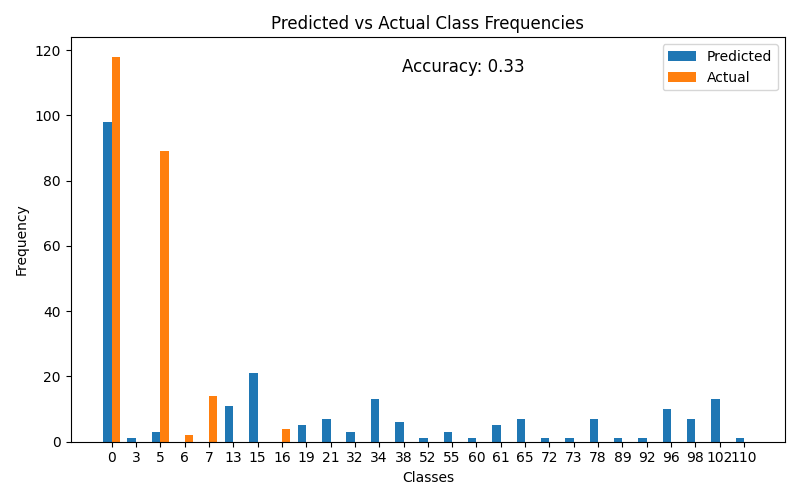 Predicted vs Actual Class Frequencies
Accuracy: 0.33
Predicted
Actual
Frequency
120
100
80
60
40
20
0
0 3 5 6 7 13 15 16 19 21 32 34 38 52 55 60 61 65 72 73 78 89 92 96 98 102 110
Classes